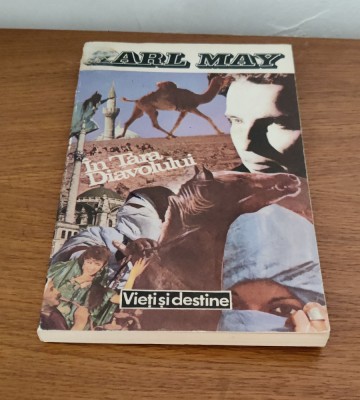 KARL MAY
În Țara
Diavolului
Vieți și destine